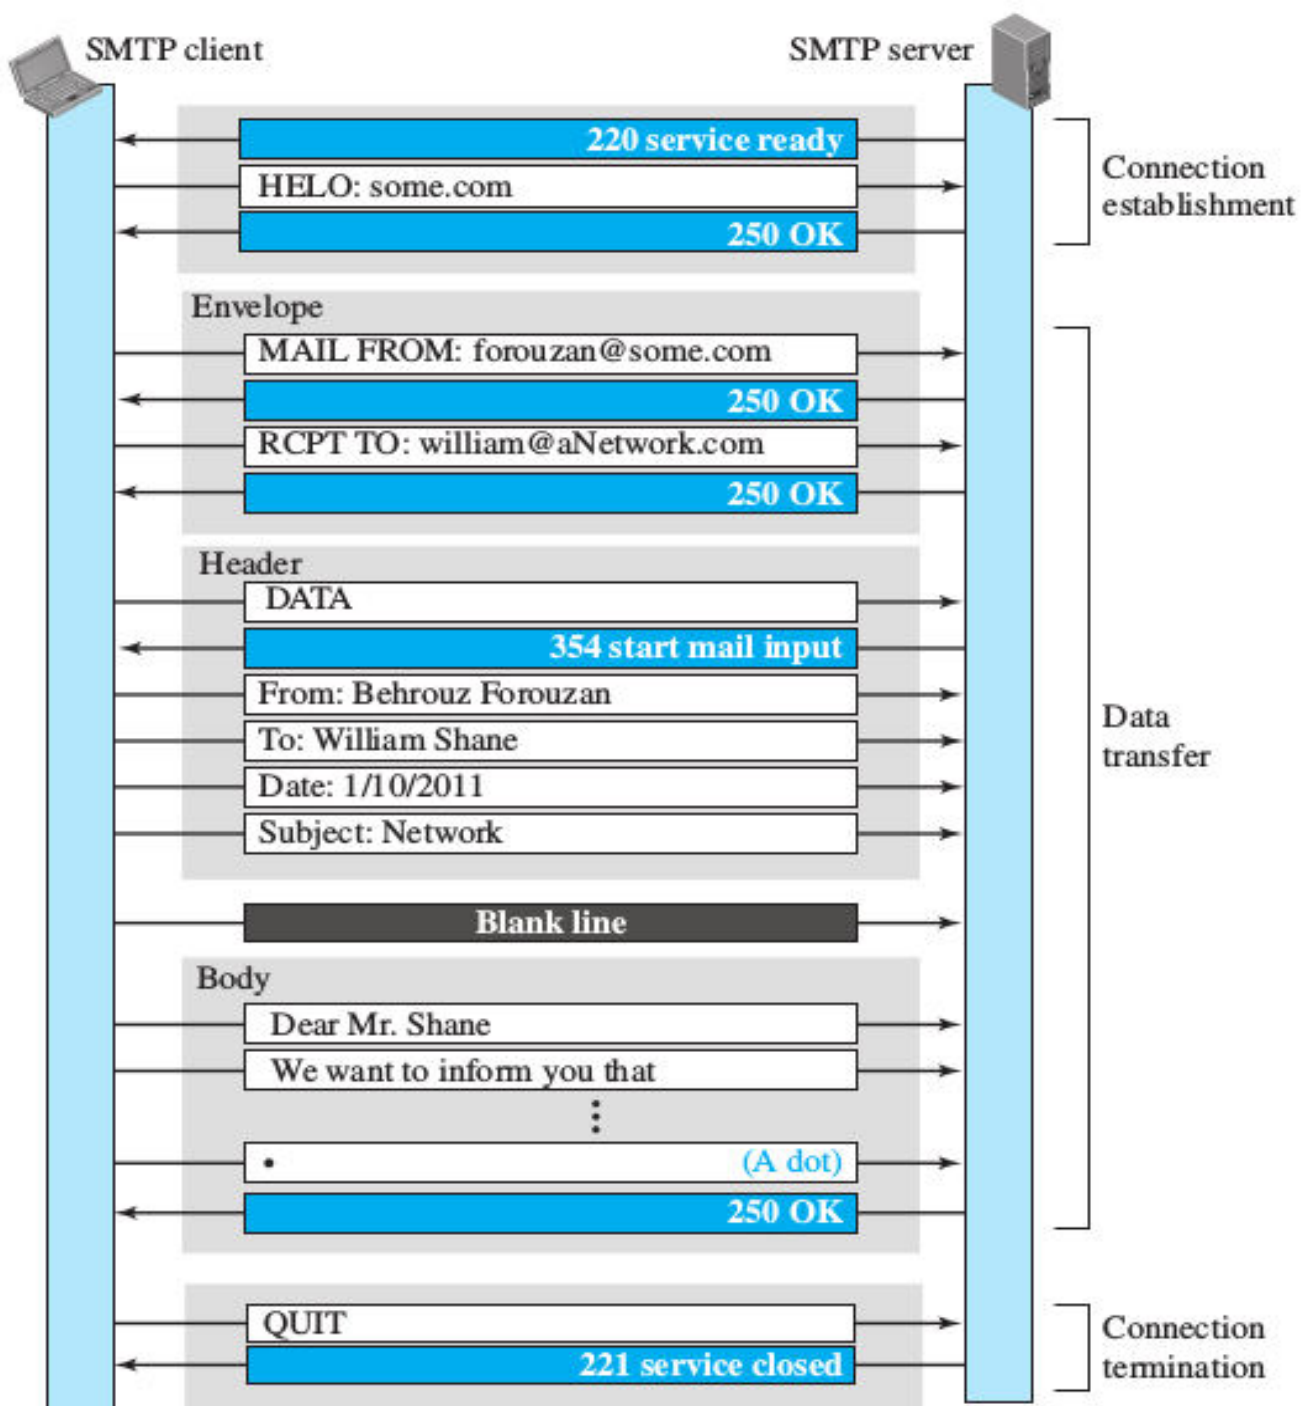 SMTP client
SMTP server
220 service ready
HELO: some.com
250 OK
Connection
establishment
Envelope
MAIL FROM: forouzan@some.com
250 OK
RCPT TO: william@aNetwork.com
250 OK
Header
DATA
354 start mail input
From: Behrouz Forouzan
To: William Shane
Date: 1/10/2011
Subject: Network
Data
transfer
Blank line
Body
Dear Mr. Shane
We want to inform you that
⋮
• (A dot)
250 OK
QUIT
221 service closed
Connection
termination